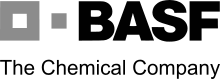 BASF
The Chemical Company